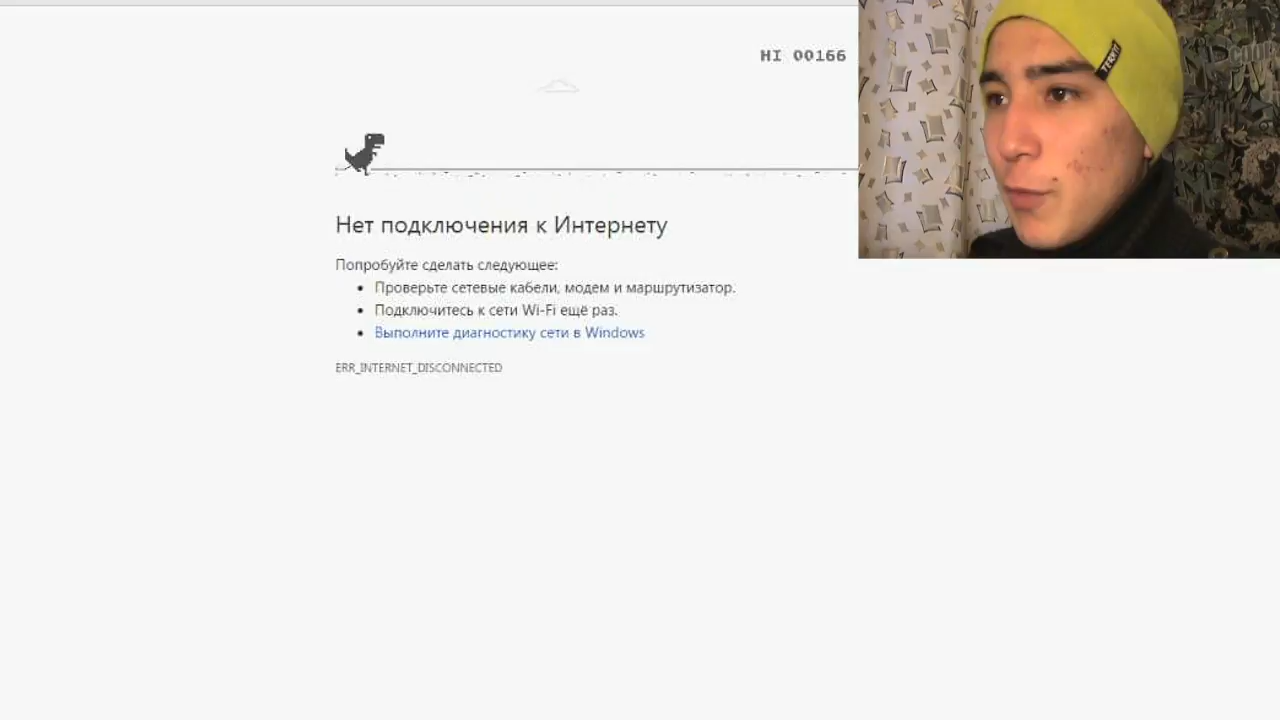 HI 00166
Нет подключения к Интернету
Попробуйте сделать следующее:
Проверьте сетевые кабели, модем и маршрутизатор.
Подключитесь к сети Wi-Fi ещё раз.
Выполните диагностику сети в Windows
ERR_INTERNET_DISCONNECTED